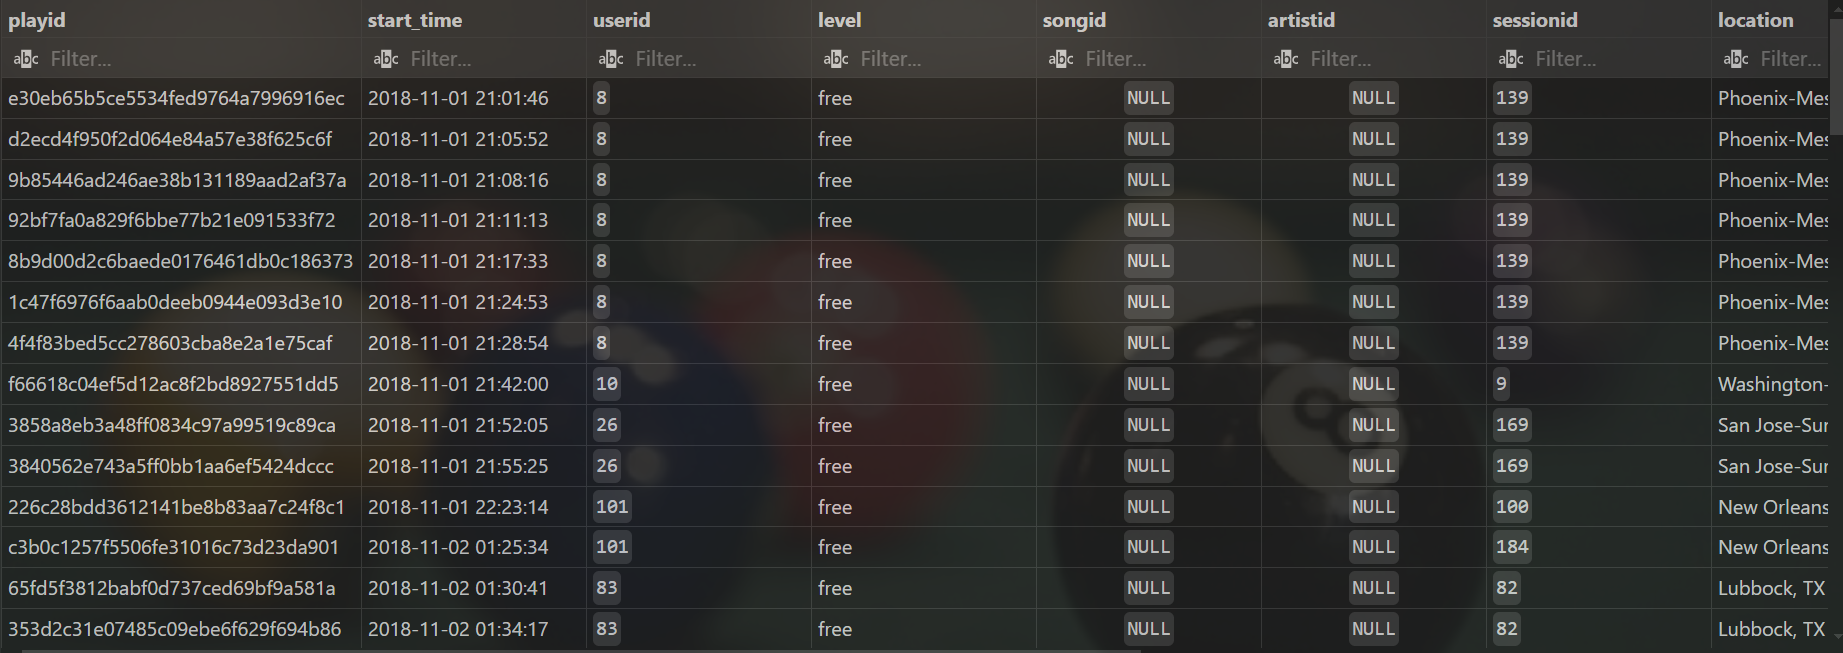 playid start_time userid level songid artistid sessionid location
abc Filter... abc Filter... abc Filter... abc Filter... abc Filter... abc Filter... abc Filter... abc Filter...
e30eb65b5ce5534fed9764a7996916ec 2018-11-01 21:01:46 8 free NULL NULL 139 Phoenix-Mes
d2ecd4f950f2d064e84a57e38f625c6f 2018-11-01 21:05:52 8 free NULL NULL 139 Phoenix-Mes
9b85446ad246ae38b131189aad2af37a 2018-11-01 21:08:16 8 free NULL NULL 139 Phoenix-Mes
92bf7fa0a829f6bbe77b21e091533f72 2018-11-01 21:11:13 8 free NULL NULL 139 Phoenix-Mes
8b9d00d2c6baede0176461db0c186373 2018-11-01 21:17:33 8 free NULL NULL 139 Phoenix-Mes
1c47f6976f6aab0deeb0944e093d3e10 2018-11-01 21:24:53 8 free NULL NULL 139 Phoenix-Mes
4f4f83bed5cc278603cba8e2a1e75caf 2018-11-01 21:28:54 8 free NULL NULL 139 Phoenix-Mes
f66618c04ef5d12ac8f2bd8927551dd5 2018-11-01 21:42:00 10 free NULL NULL 9 Washington-
3858a8eb3a48ff0834c97a99519c89ca 2018-11-01 21:52:05 26 free NULL NULL 169 San Jose-Sur
3840562e743a5ff0bb1aa6ef5424dccc 2018-11-01 21:55:25 26 free NULL NULL 169 San Jose-Sur
226c28bdd3612141be8b83aa7c24f8c1 2018-11-01 22:23:14 101 free NULL NULL 100 New Orleans
c3b0c1257f5506fe31016c73d23da901 2018-11-02 01:25:34 101 free NULL NULL 184 New Orleans
65fd5f3812babf0d737ced69bf9a581a 2018-11-02 01:30:41 83 free NULL NULL 82 Lubbock, TX
353d2c31e07485c09ebe6f629f694b86 2018-11-02 01:34:17 83 free NULL NULL 82 Lubbock, TX